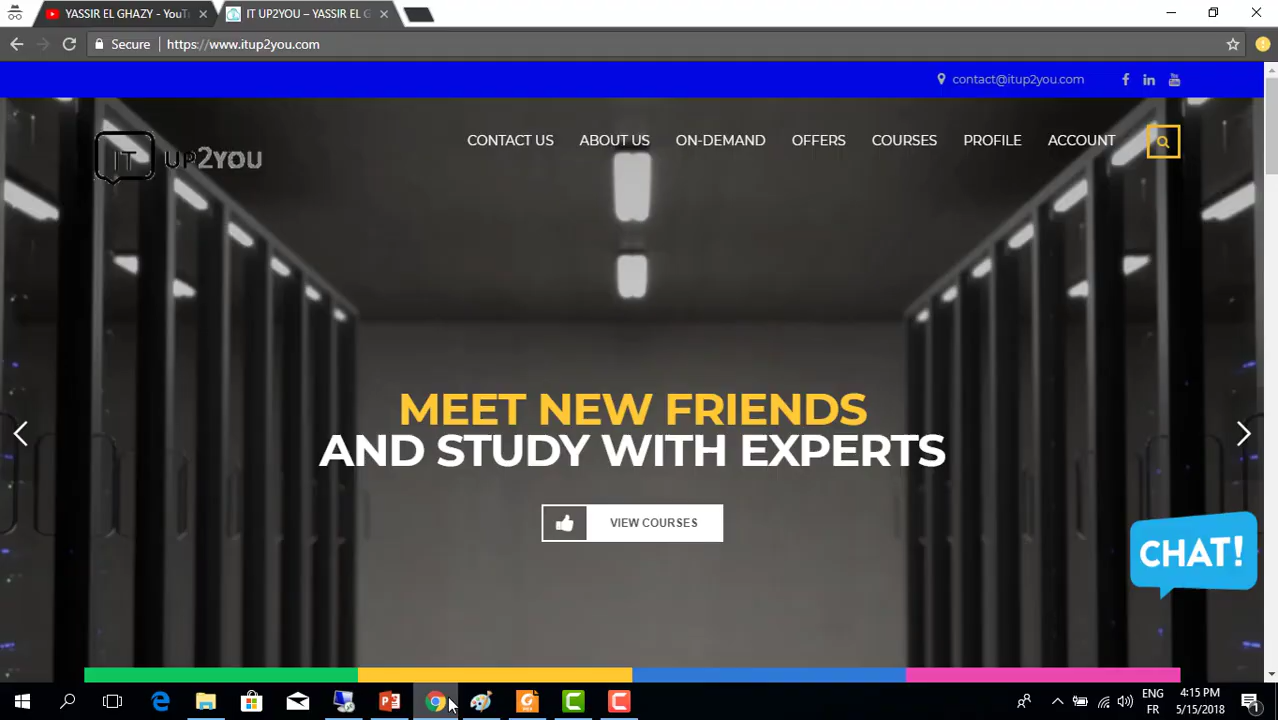 YASSIR EL GHAZY - YouTu
IT UP2YOU – YASSIR EL G
Secure
https://www.itup2you.com
contact@itup2you.com
IT UP2YOU
CONTACT US
ABOUT US
ON-DEMAND
OFFERS
COURSES
PROFILE
ACCOUNT
MEET NEW FRIENDS
AND STUDY WITH EXPERTS
VIEW COURSES
CHAT!
ENG
4:15 PM
FR
5/15/2018